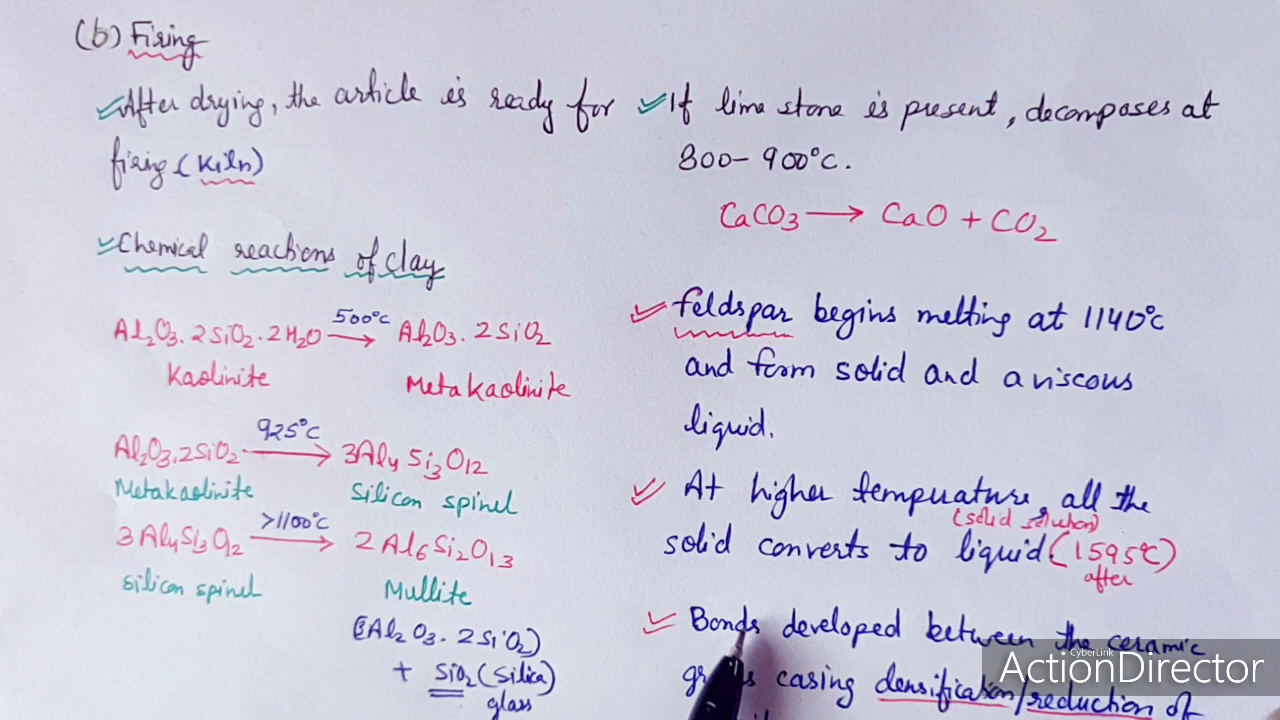 (b) Firing
After drying, the article is ready for
firing (Kiln)
Chemical reactions of clay
Al₂O₃.2SiO₂.2H₂O 500°C → Al₂O₃.2SiO₂
Kaolinite Metakaolinite
Al₂O₃.2SiO₂ 925°C → 3Al₄Si₃O₁₂
Metakaolinite Silicon spinel
3Al₄Si₃O₁₂ >1100°C → 2Al₆Si₂O₁₃
Silicon spinel Mullite
(3Al₂O₃.2SiO₂)
+ SiO₂ (Silica)
glass
If lime stone is present, decomposes at
800-900°C.
CaCO₃ → CaO + CO₂
feldspar begins melting at 1140°C
and form solid and a viscous
liquid.
At higher temperature, all the
(solid solution)
solid converts to liquid (1595°C)
after
Bonds developed between the ceramic
casing densification/reduction of
CyberLink
ActionDirector